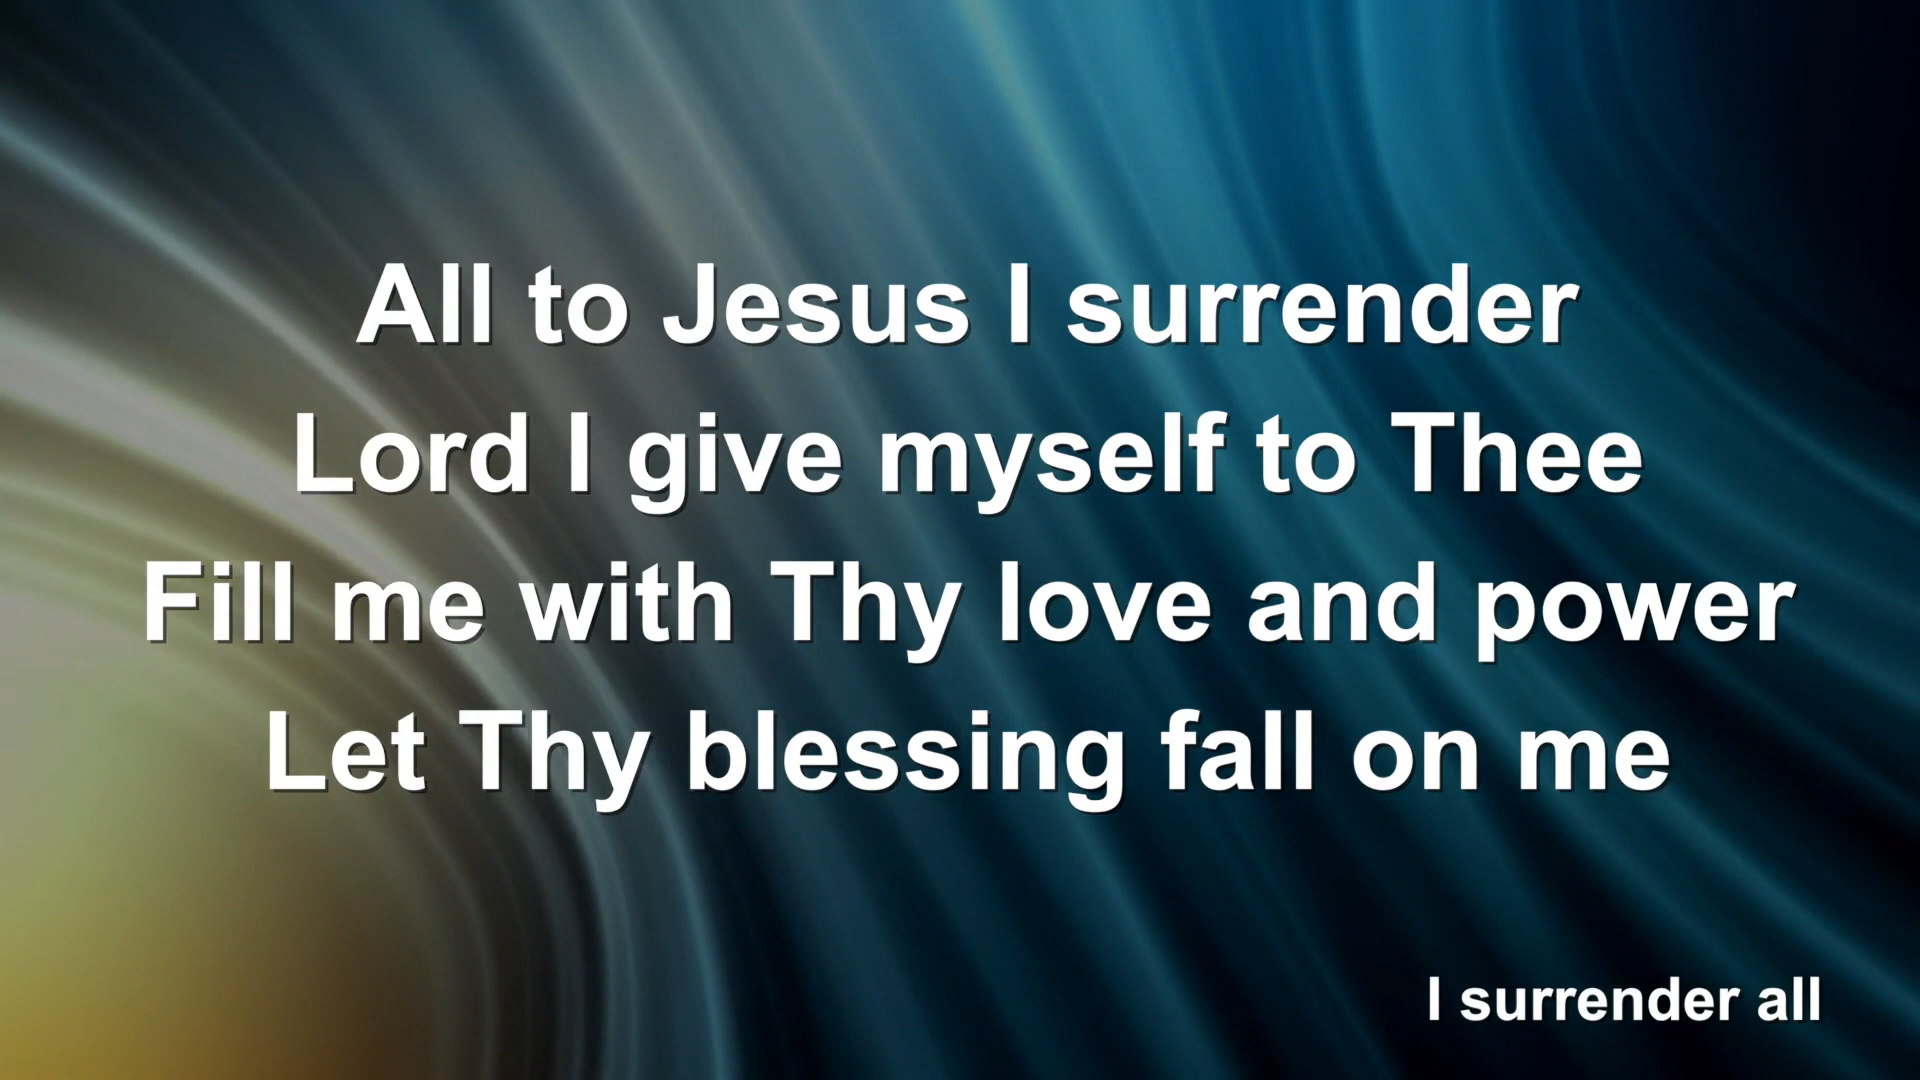 All to Jesus I surrender
Lord I give myself to Thee
Fill me with Thy love and power
Let Thy blessing fall on me
I surrender all